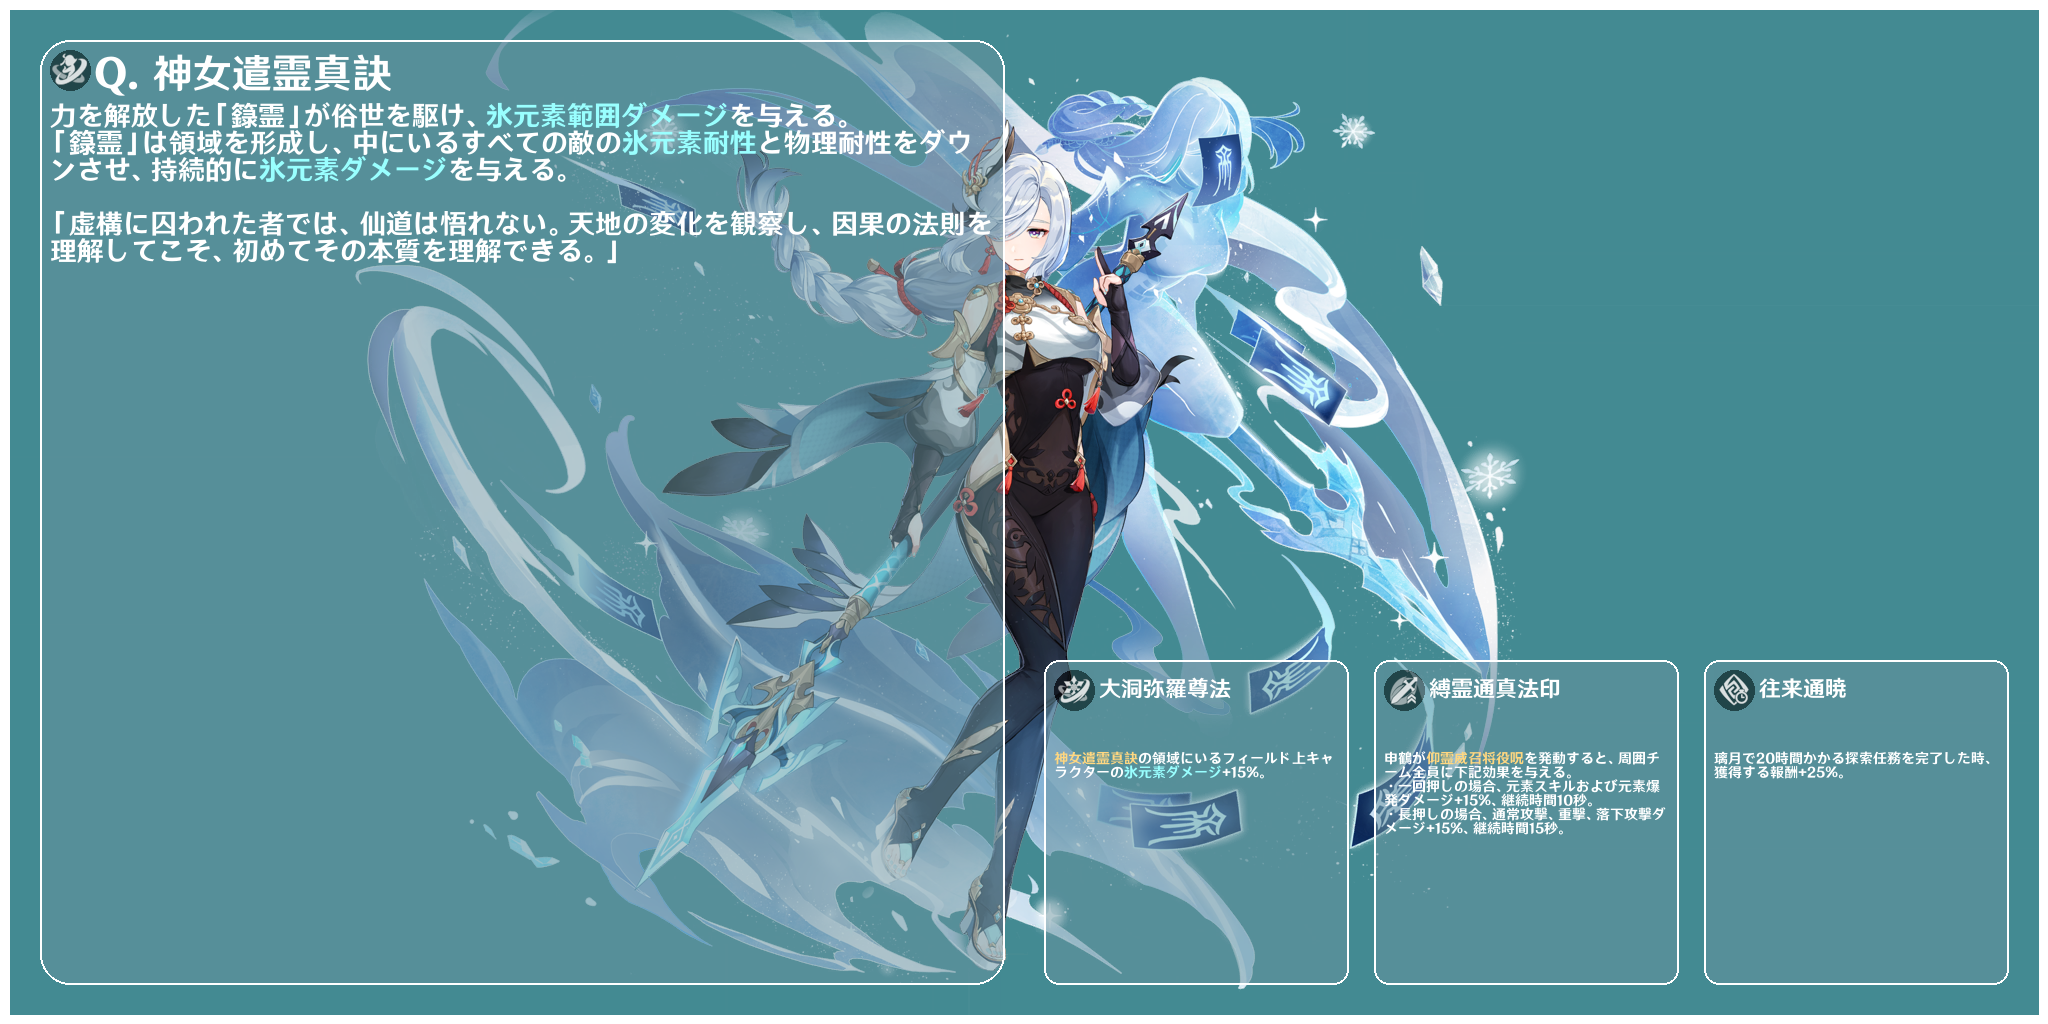 Q. 神女遣霊真訣
力を解放した「籙霊」が俗世を駆け、氷元素範囲ダメージを与える。
「籙霊」は領域を形成し、中にいるすべての敵の氷元素耐性と物理耐性をダウ
ンさせ、持続的に氷元素ダメージを与える。
「虚構に囚われた者では、仙道は悟れない。天地の変化を観察し、因果の法則を
理解してこそ、初めてその本質を理解できる。」
大洞弥羅尊法
神女遣霊真訣の領域にいるフィールド上キャ
ラクターの氷元素ダメージ+15%。
縛霊通真法印
申鶴が仰霊威召将役呪を発動すると、周囲チ
ーム全員に下記効果を与える。
・一回押しの場合、元素スキルおよび元素爆
発ダメージ+15%、継続時間10秒。
・長押しの場合、通常攻撃、重撃、落下攻撃ダ
メージ+15%、継続時間15秒。
往来通暁
璃月で20時間かかる探索任務を完了した時、
獲得する報酬+25%。